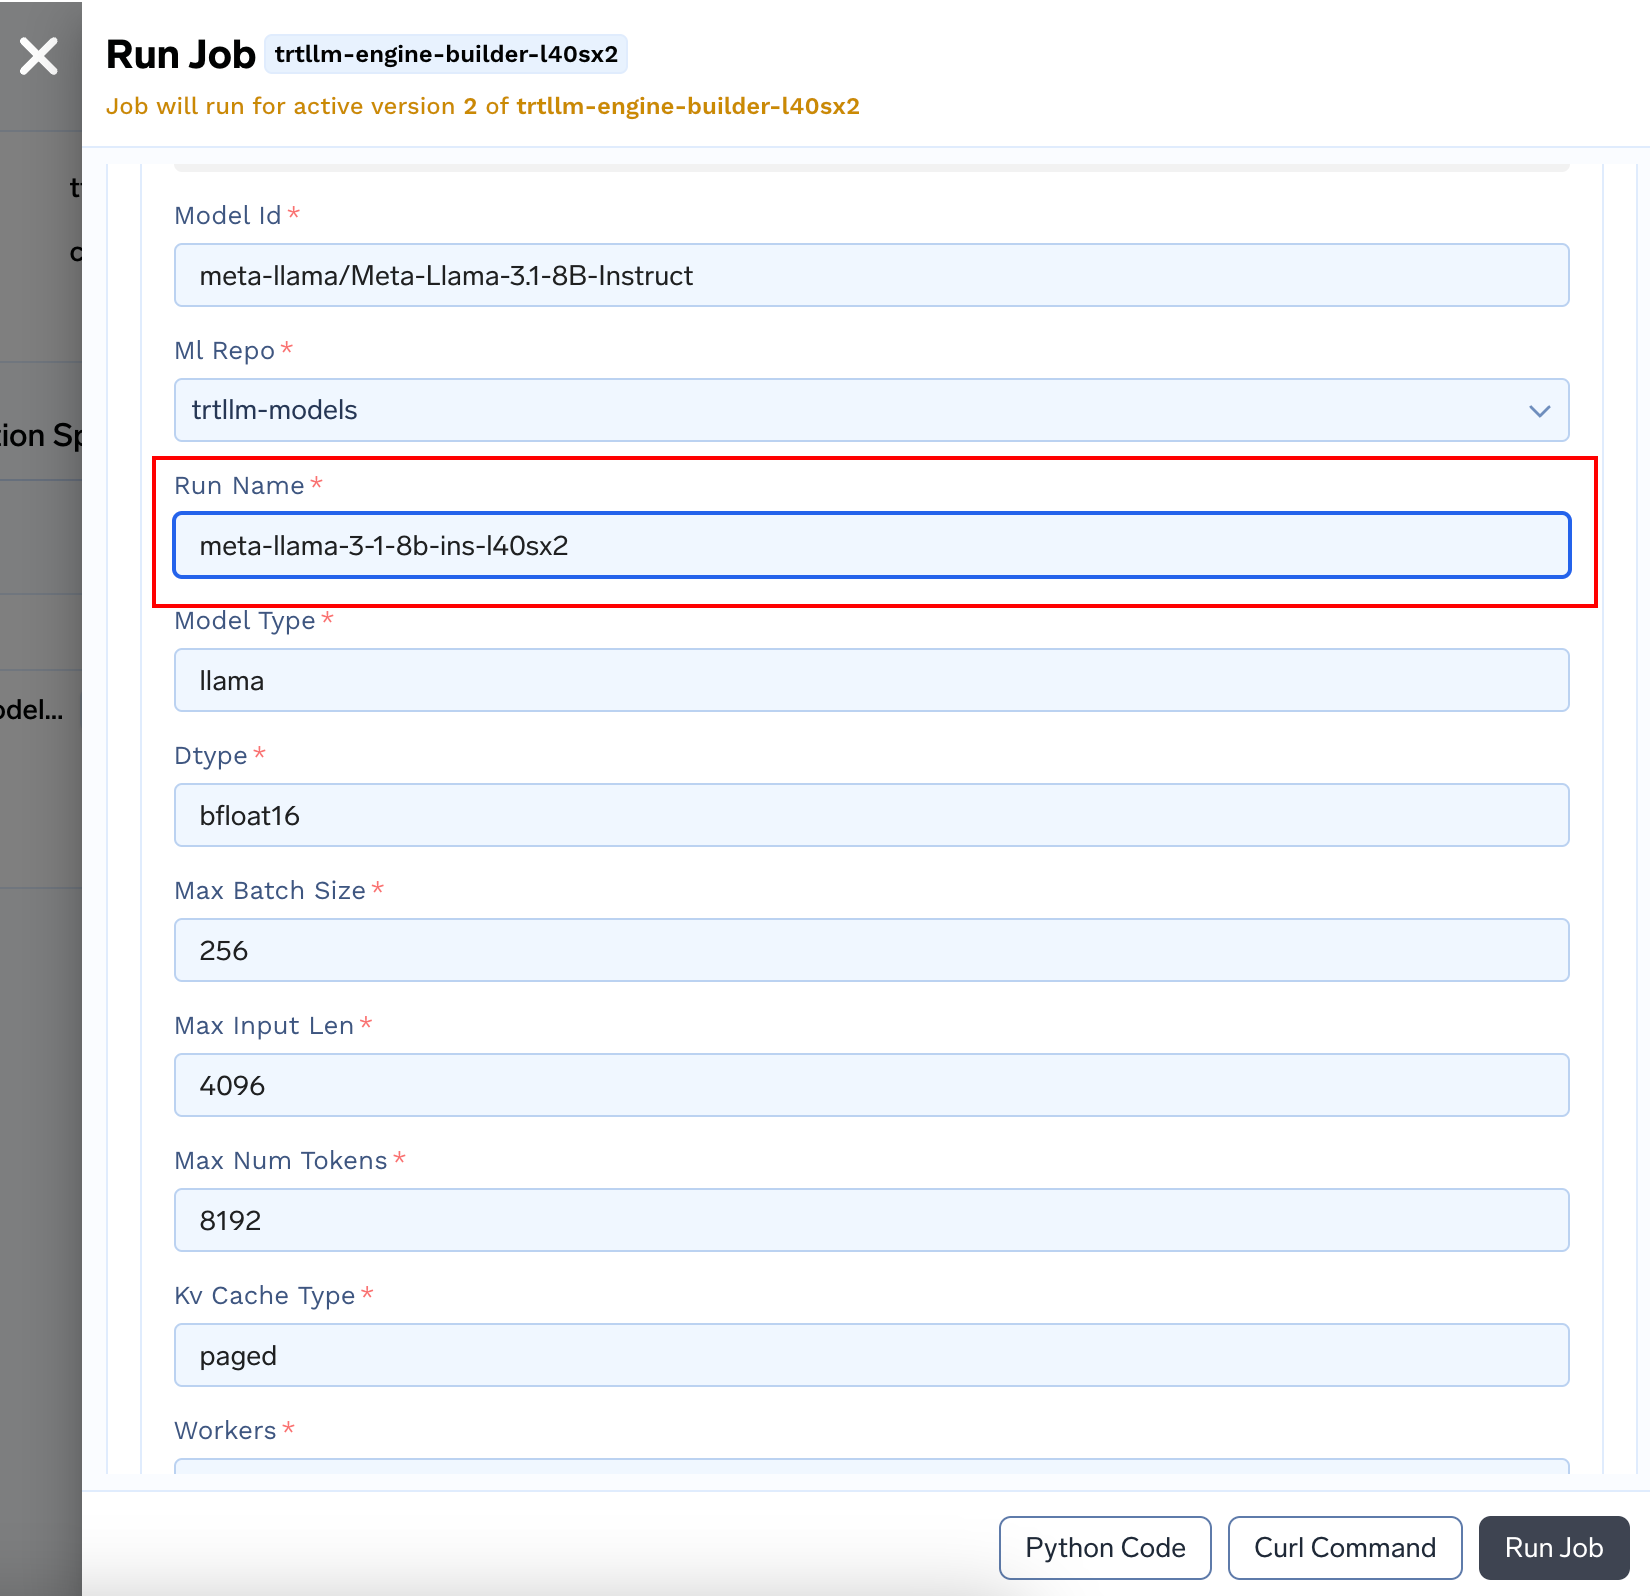 Run Job trtllm-engine-builder-l40sx2
Job will run for active version 2 of trtllm-engine-builder-l40sx2
Model Id *
meta-llama/Meta-Llama-3.1-8B-Instruct
Ml Repo *
trtllm-models
Run Name *
meta-llama-3-1-8b-ins-l40sx2
Model Type *
llama
Dtype *
bfloat16
Max Batch Size *
256
Max Input Len *
4096
Max Num Tokens *
8192
Kv Cache Type *
paged
Workers *
Python Code
Curl Command
Run Job